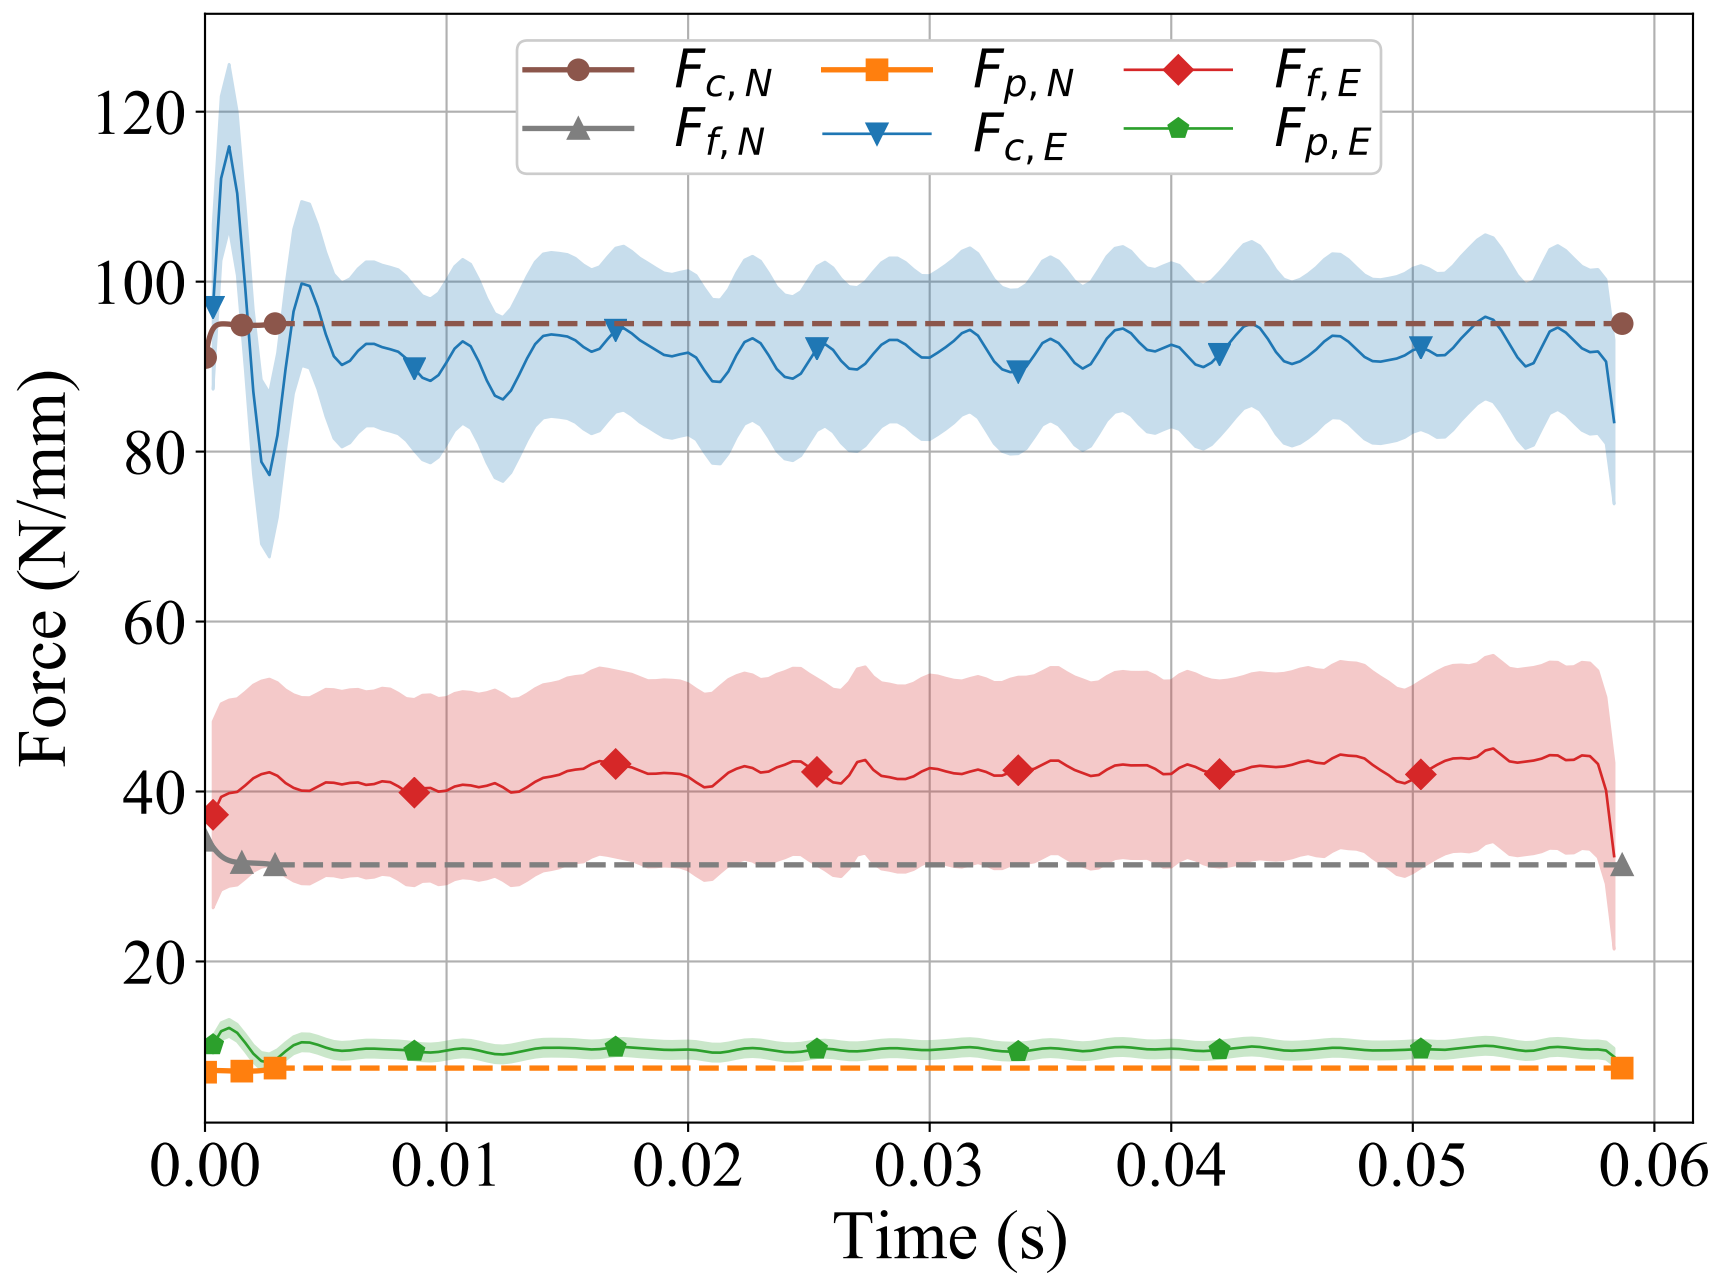 F_{c,N} F_{p,N} F_{f,E}
F_{f,N} F_{c,E} F_{p,E}
120
100
80
60
40
20
Force (N/mm)
0.00 0.01 0.02 0.03 0.04 0.05 0.06
Time (s)